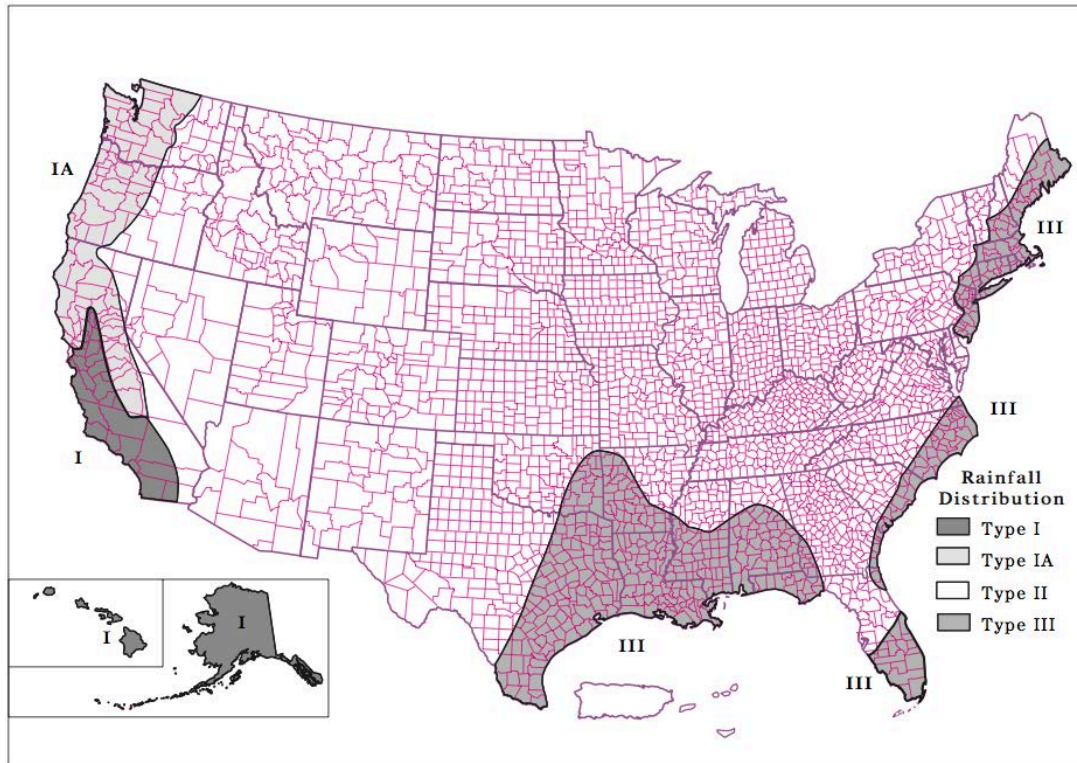 IA
III
III
I
Rainfall
Distribution
Type I
Type IA
Type II
Type III
I
I
III
III